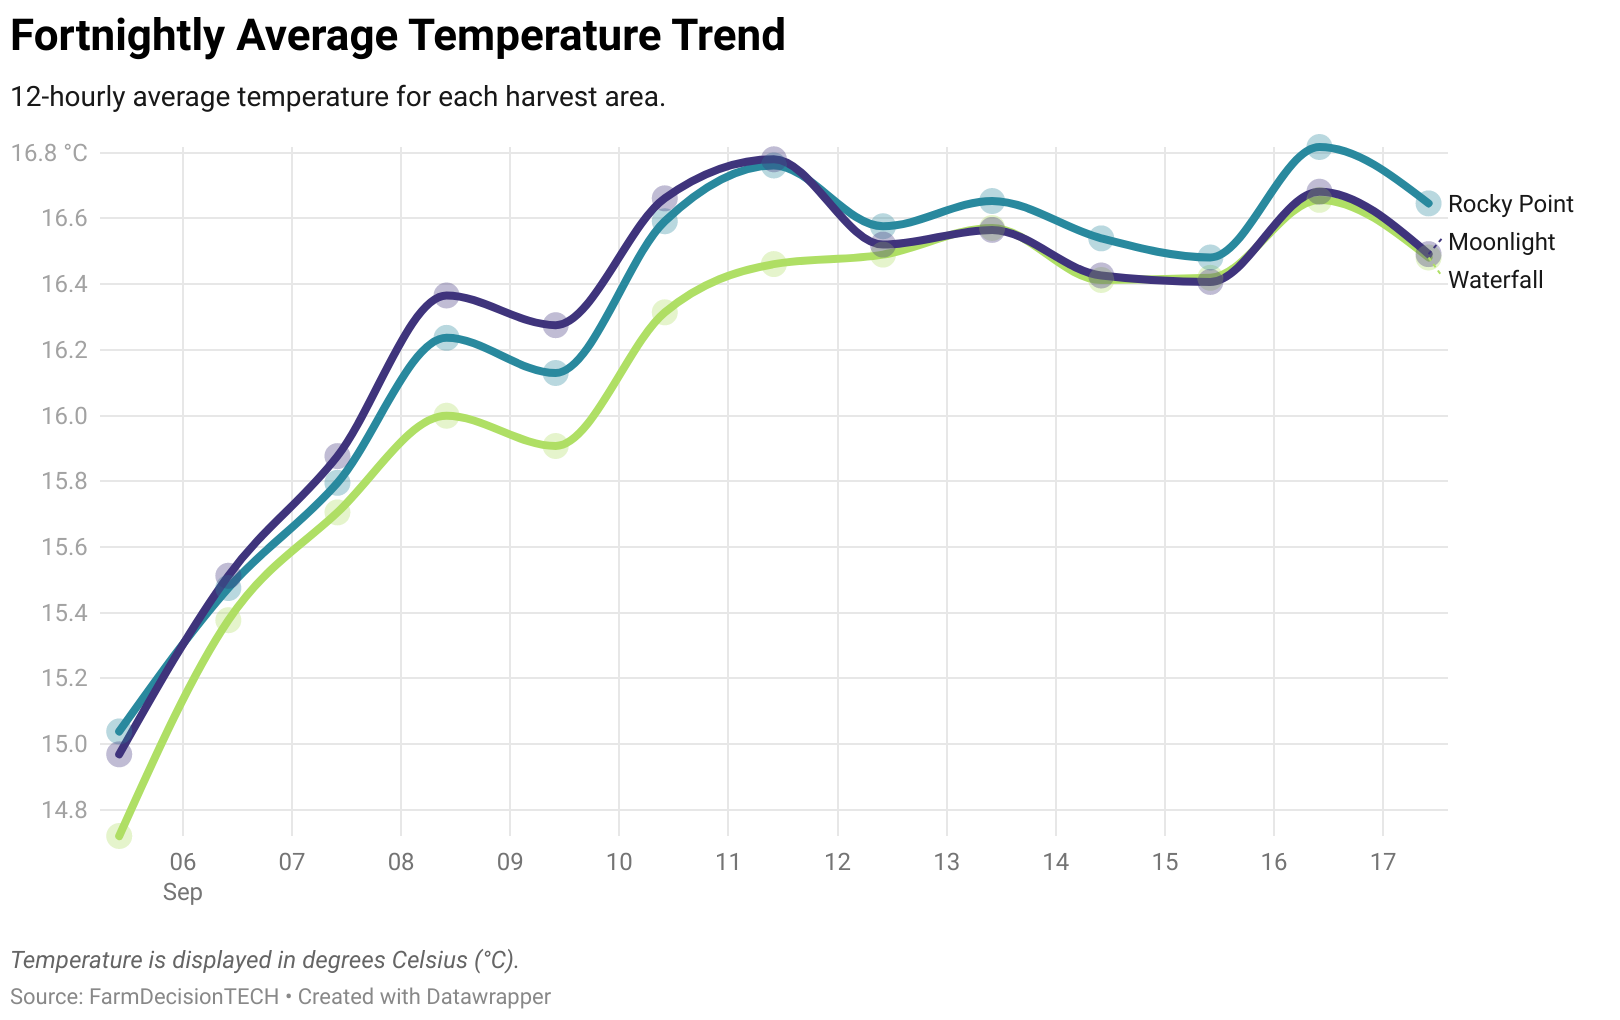 Fortnightly Average Temperature Trend
12-hourly average temperature for each harvest area.
16.8 °C
16.6
16.4
16.2
16.0
15.8
15.6
15.4
15.2
15.0
14.8
Rocky Point
Moonlight
Waterfall
06 07 08 09 10 11 12 13 14 15 16 17
Sep
Temperature is displayed in degrees Celsius (°C).
Source: FarmDecisionTECH • Created with Datawrapper